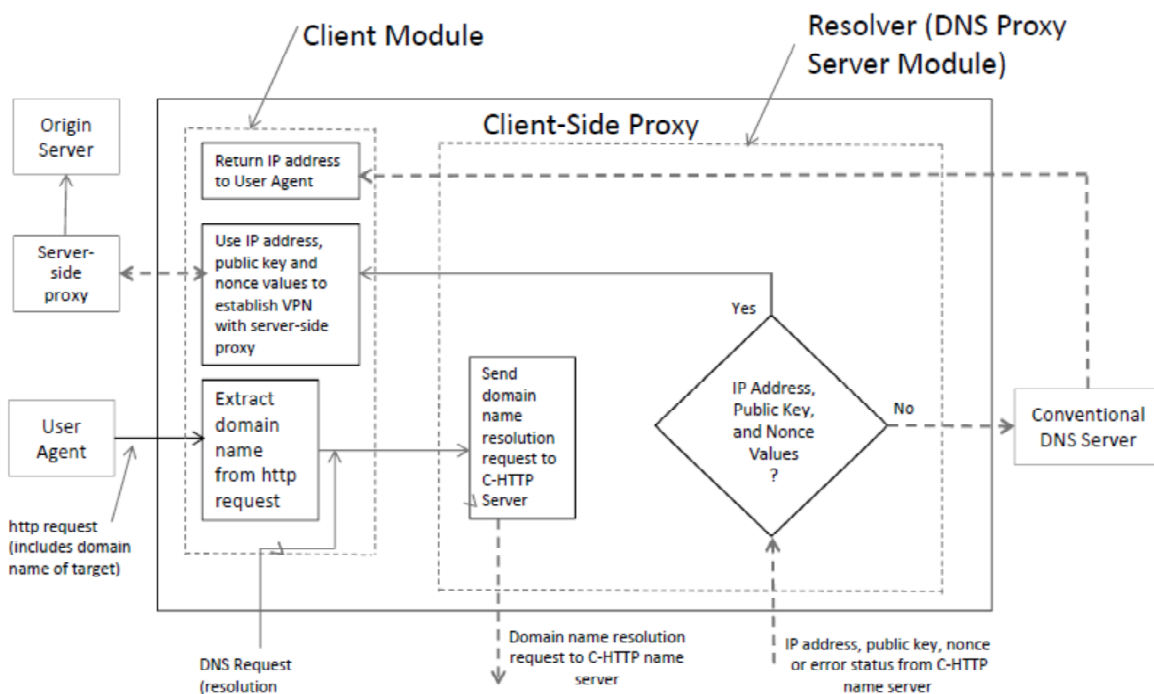 Client Module
Resolver (DNS Proxy
Server Module)
Client-Side Proxy
Origin
Server
Return IP address
to User Agent
Server-
side
proxy
Use IP address,
public key and
nonce values to
establish VPN
with server-side
proxy
Yes
User
Agent
Extract
domain
name
from http
request
Send
domain
name
resolution
request to
C-HTTP
Server
IP Address,
Public Key,
and Nonce
Values
?
No
Conventional
DNS Server
http request
(includes domain
name of target)
DNS Request
(resolution
Domain name resolution
request to C-HTTP name
server
IP address, public key, nonce
or error status from C-HTTP
name server